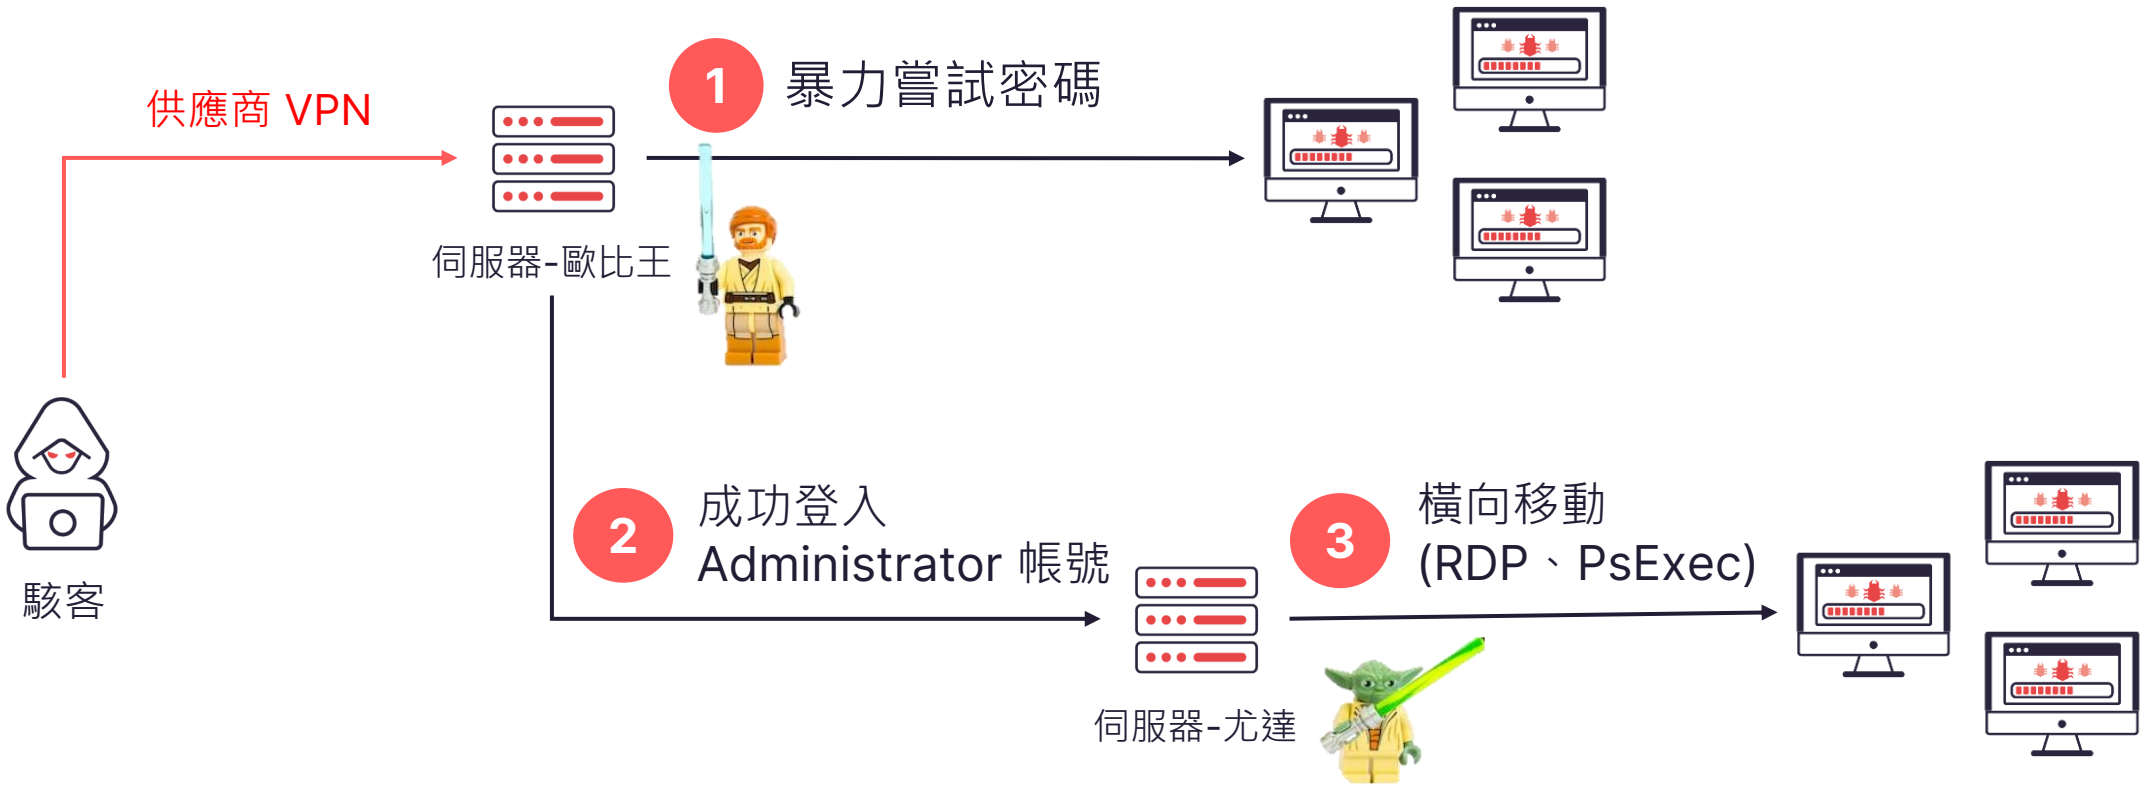 供應商 VPN
1
暴力嘗試密碼
伺服器-歐比王
駭客
2
成功登入
Administrator 帳號
伺服器-尤達
3
橫向移動
(RDP、PsExec)